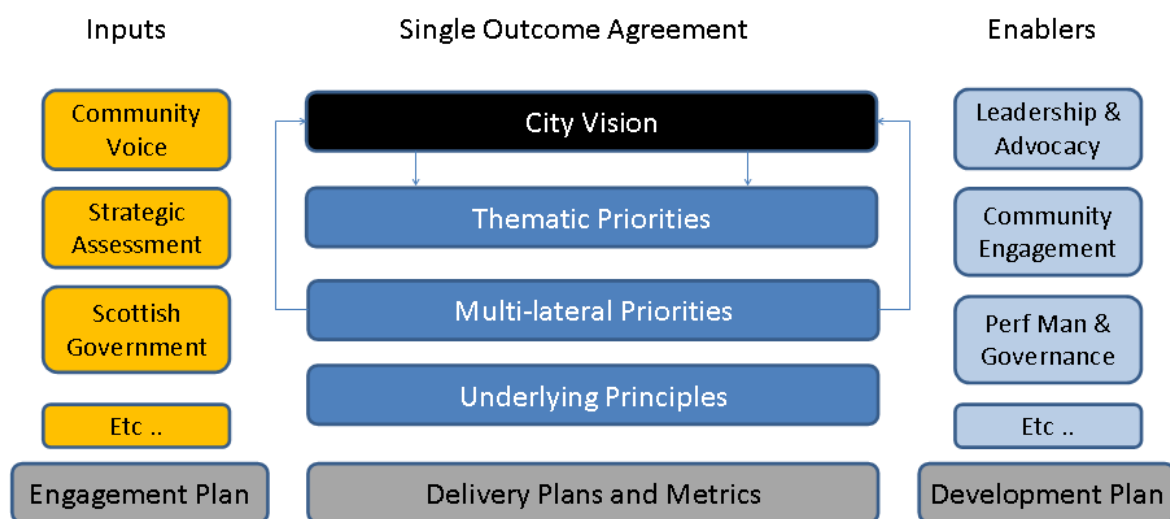 Inputs
Single Outcome Agreement
Enablers
Community
Voice
Strategic
Assessment
Scottish
Government
Etc ..
Engagement Plan
City Vision
Thematic Priorities
Multi-lateral Priorities
Underlying Principles
Delivery Plans and Metrics
Leadership &
Advocacy
Community
Engagement
Perf Man &
Governance
Etc ..
Development Plan